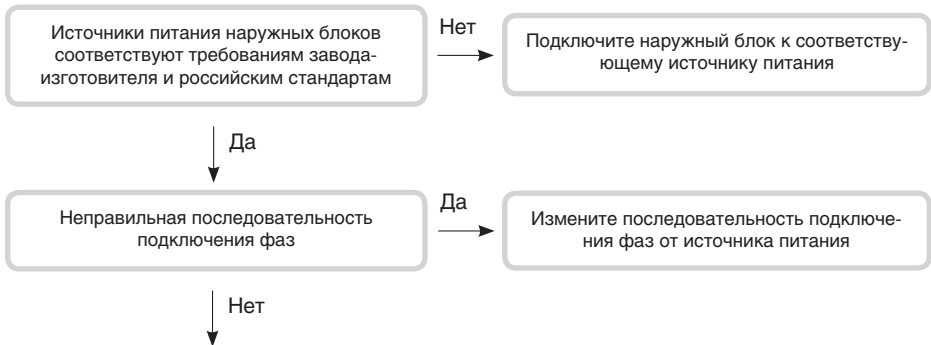 Источники питания наружных блоков
соответствуют требованиям завода-
изготовителя и российским стандартам
Нет
Подключите наружный блок к соответству-
ющему источнику питания
Да
Неправильная последовательность
подключения фаз
Да
Измените последовательность подключе-
ния фаз от источника питания
Нет